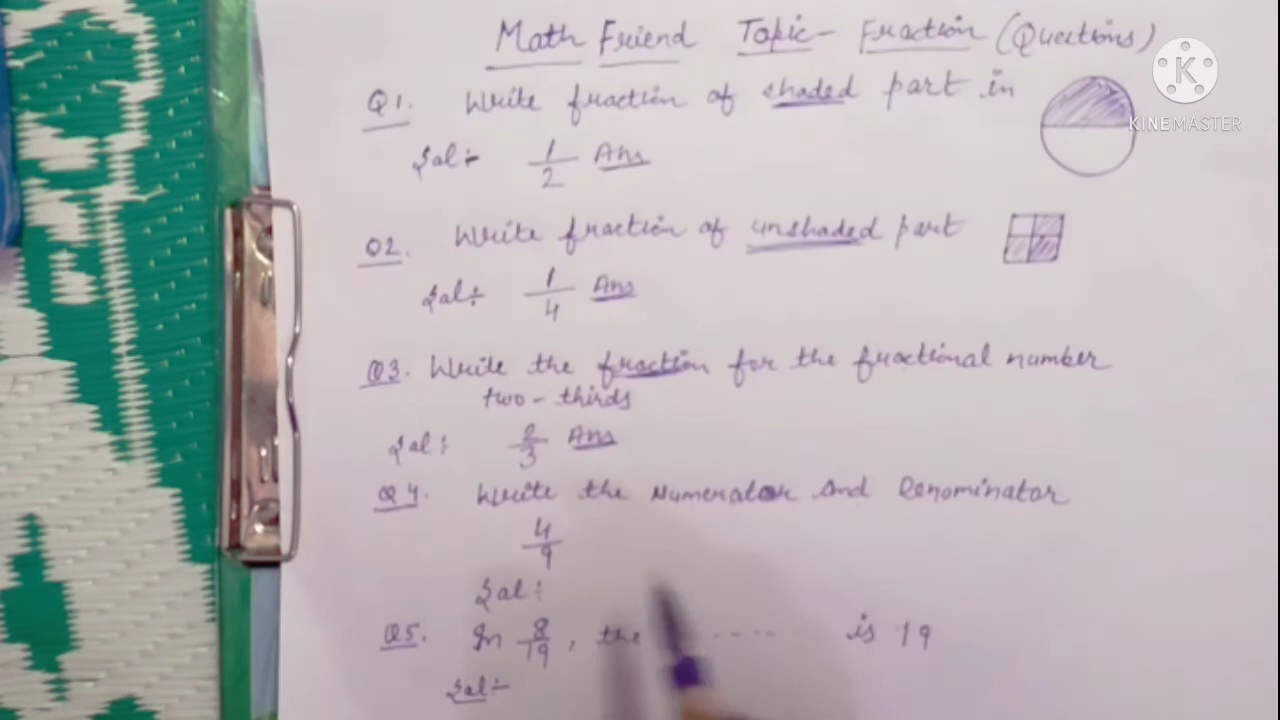 Math Friend Topic - Fraction (Questions)
Q1. Write fraction of shaded part in
Sol:- 1/2 Ans
Q2. Write fraction of unshaded part
Sol:- 1/4 Ans
Q3. Write the fraction for the fractional number
two - thirds
Sol: 2/3 Ans
Q4. Write the Numerator and Denominator
4/9
Sol:
Q5. In 8/19, the ----- is 19
Sol:-
K
KINEMASTER